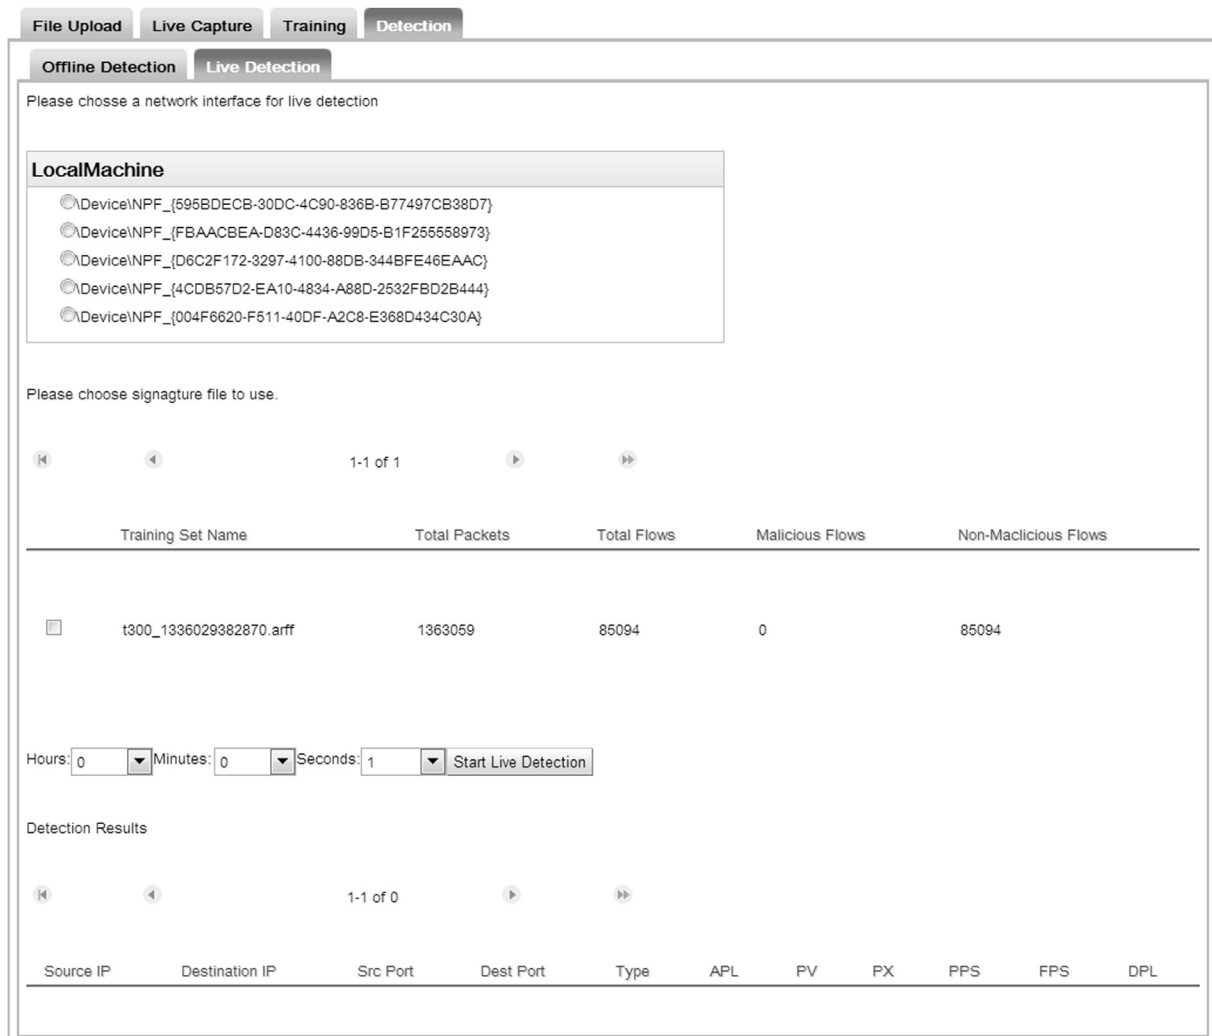 File Upload Live Capture Training Detection
Offline Detection Live Detection
Please chosse a network interface for live detection
LocalMachine
\Device\NPF_{595BDECB-30DC-4C90-836B-B77497CB38D7}
\Device\NPF_{FBAACBEA-D83C-4436-99D5-B1F255558973}
\Device\NPF_{D6C2F172-3297-4100-88DB-344BFE46EAAC}
\Device\NPF_{4CDB57D2-EA10-4834-A88D-2532FBD2B444}
\Device\NPF_{004F6620-F511-40DF-A2C8-E368D434C30A}
Please choose signagture file to use.
1-1 of 1
Training Set Name Total Packets Total Flows Malicious Flows Non-Maclicious Flows
t300_1336029382870.arff 1363059 85094 0 85094
Hours: 0 Minutes: 0 Seconds: 1 Start Live Detection
Detection Results
1-1 of 0
Source IP Destination IP Src Port Dest Port Type APL PV PX PPS FPS DPL